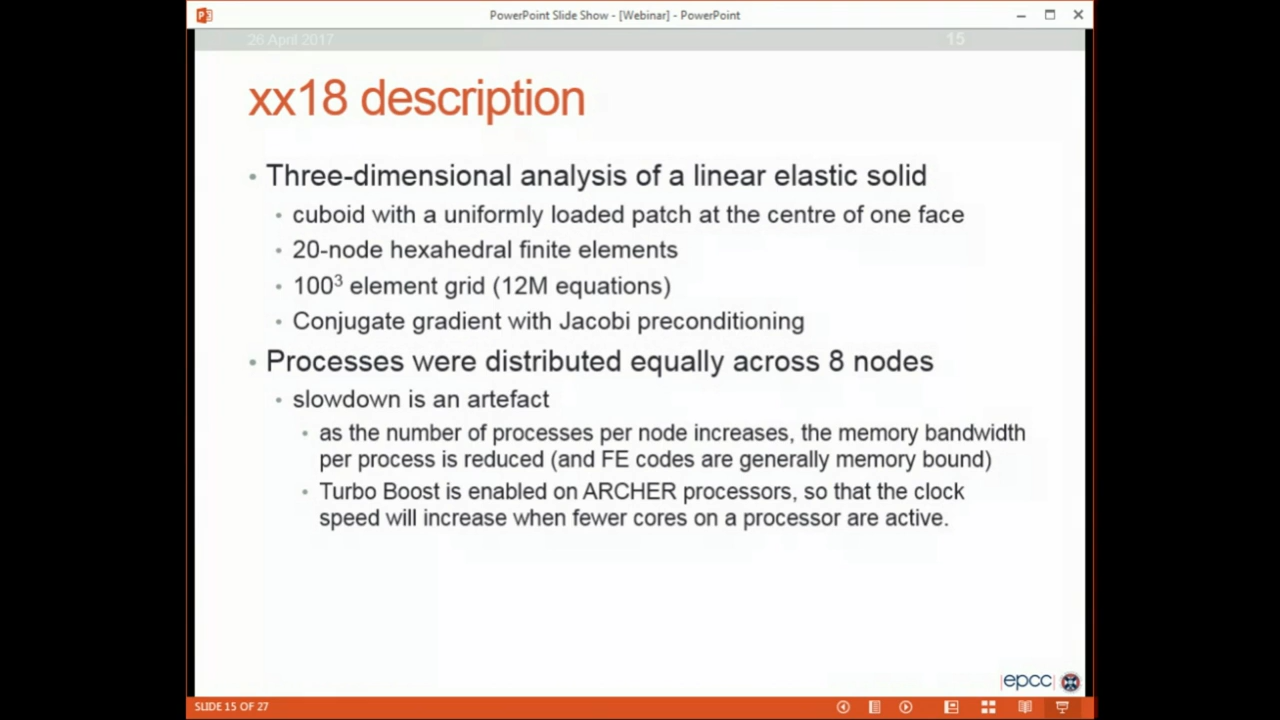 PowerPoint Slide Show - [Webinar] - PowerPoint
26 April 2017
15
xx18 description
• Three-dimensional analysis of a linear elastic solid
• cuboid with a uniformly loaded patch at the centre of one face
• 20-node hexahedral finite elements
• 100³ element grid (12M equations)
• Conjugate gradient with Jacobi preconditioning
• Processes were distributed equally across 8 nodes
• slowdown is an artefact
• as the number of processes per node increases, the memory bandwidth
per process is reduced (and FE codes are generally memory bound)
• Turbo Boost is enabled on ARCHER processors, so that the clock
speed will increase when fewer cores on a processor are active.
epcc
SLIDE 15 OF 27